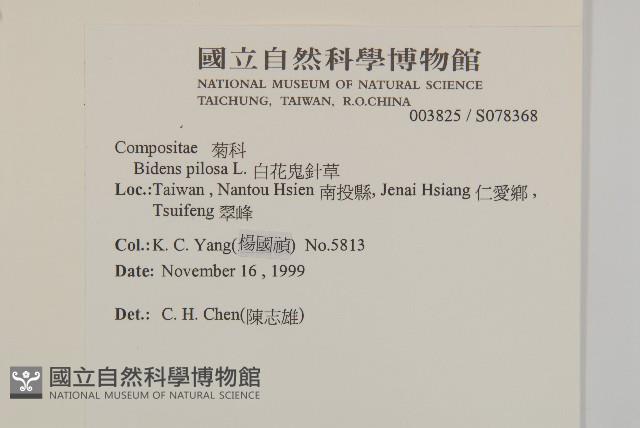 國立自然科學博物館
NATIONAL MUSEUM OF NATURAL SCIENCE
TAICHUNG, TAIWAN, R.O.CHINA
003825 / S078368
Compositae 菊科
Bidens pilosa L. 白花鬼針草
Loc.:Taiwan , Nantou Hsien 南投縣, Jenai Hsiang 仁愛鄉 ,
Tsuifeng 翠峰
Col.: K. C. Yang(楊國禎) No.5813
Date: November 16 , 1999
Det.: C. H. Chen(陳志雄)
國立自然科學博物館
NATIONAL MUSEUM OF NATURAL SCIENCE